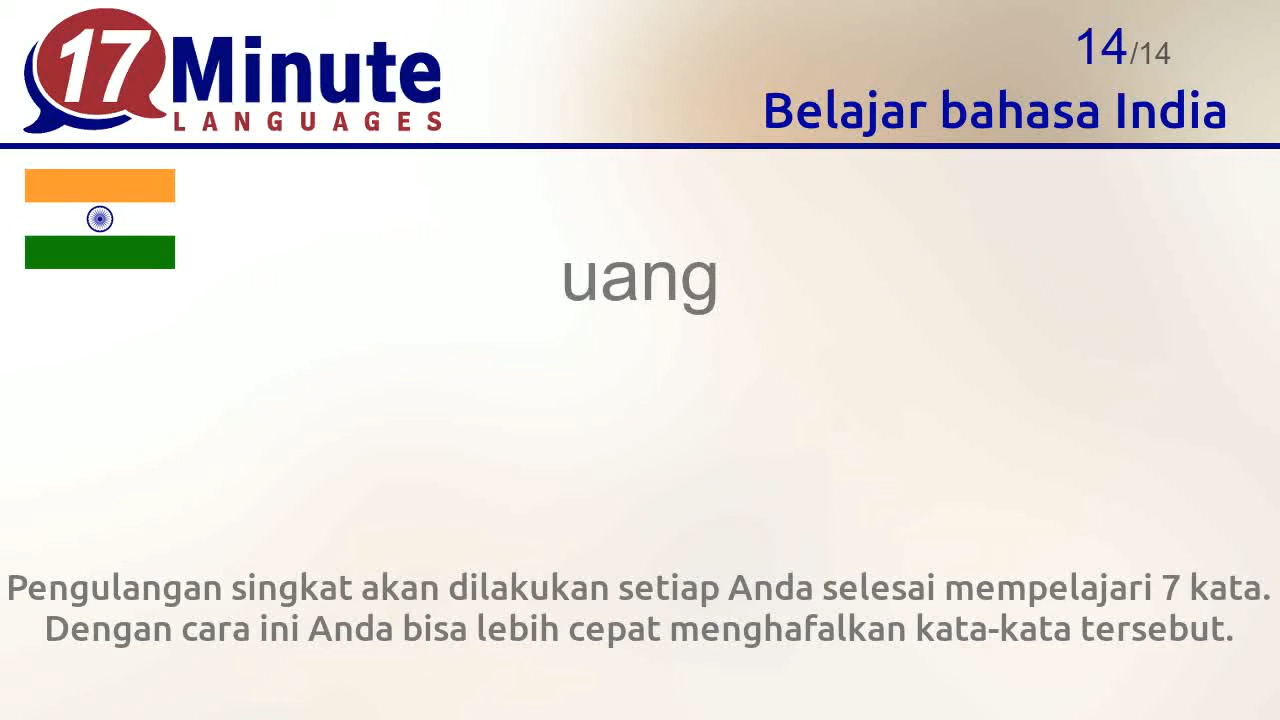 17 Minute
LANGUAGES
14/14
Belajar bahasa India
uang
Pengulangan singkat akan dilakukan setiap Anda selesai mempelajari 7 kata.
Dengan cara ini Anda bisa lebih cepat menghafalkan kata-kata tersebut.